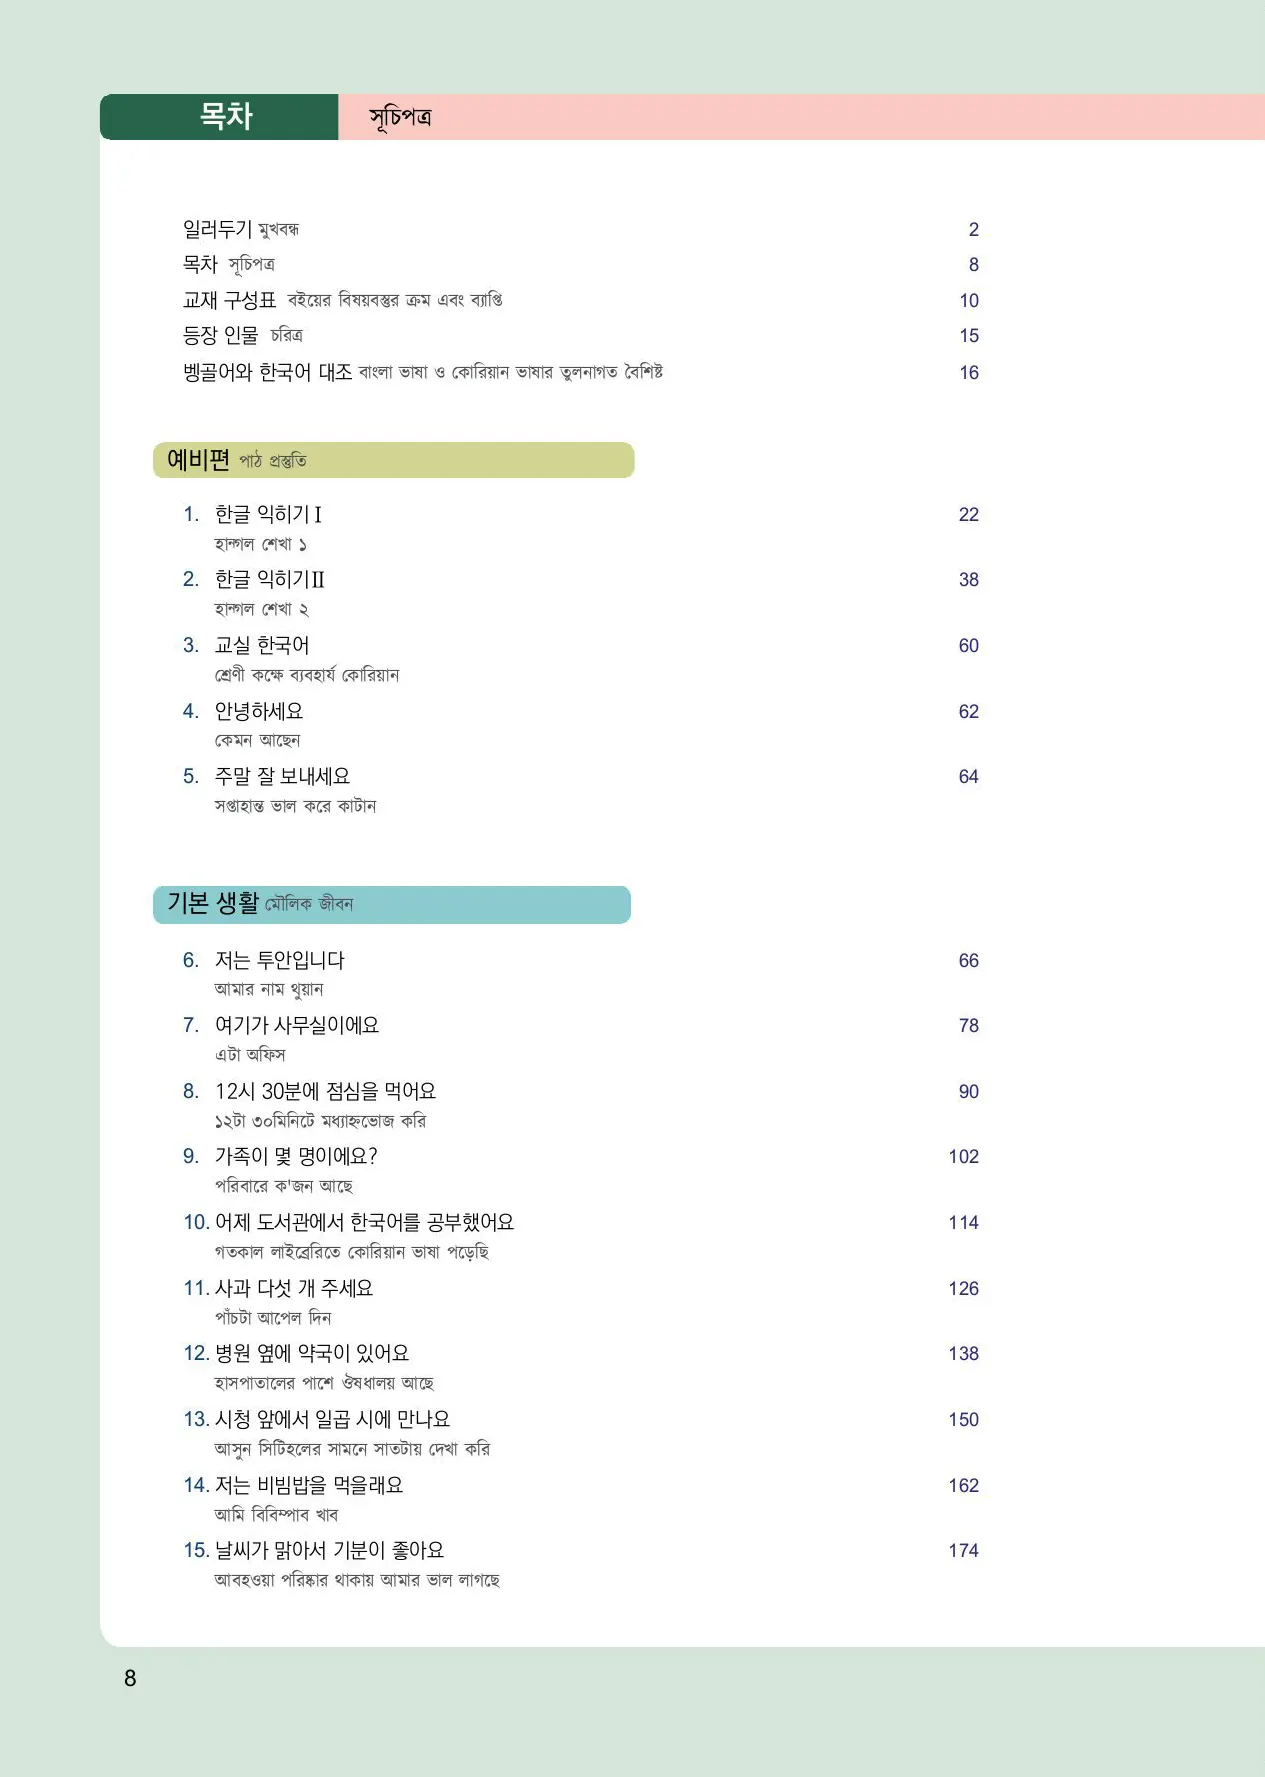 목차 সূচিপত্র
일러두기 মুখবন্ধ 2
목차 সূচিপত্র 8
교재 구성표 বইয়ের বিষয়বস্তুর ক্রম এবং ব্যাপ্তি 10
등장 인물 চরিত্র 15
벵골어와 한국어 대조 বাংলা ভাষা ও কোরিয়ান ভাষার তুলনাগত বৈশিষ্ট 16
예비편 পাঠ প্রস্তুতি
1. 한글 익히기Ⅰ 22
হান্গল শেখা ১
2. 한글 익히기Ⅱ 38
হান্গল শেখা ২
3. 교실 한국어 60
শ্রেণী কক্ষে ব্যবহার্য কোরিয়ান
4. 안녕하세요 62
কেমন আছেন
5. 주말 잘 보내세요 64
সপ্তাহান্ত ভাল করে কাটান
기본 생활 মৌলিক জীবন
6. 저는 투안입니다 66
আমার নাম থুয়ান
7. 여기가 사무실이에요 78
এটা অফিস
8. 12시 30분에 점심을 먹어요 90
১২টা ৩০মিনিটে মধ্যাহ্নভোজ করি
9. 가족이 몇 명이에요? 102
পরিবারে ক'জন আছে
10. 어제 도서관에서 한국어를 공부했어요 114
গতকাল লাইব্রেরিতে কোরিয়ান ভাষা পড়েছি
11. 사과 다섯 개 주세요 126
পাঁচটা আপেল দিন
12. 병원 옆에 약국이 있어요 138
হাসপাতালের পাশে ঔষধালয় আছে
13. 시청 앞에서 일곱 시에 만나요 150
আসুন সিটিহলের সামনে সাতটায় দেখা করি
14. 저는 비빔밥을 먹을래요 162
আমি বিবিম্পাব খাব
15. 날씨가 맑아서 기분이 좋아요 174
আবহওয়া পরিষ্কার থাকায় আমার ভাল লাগছে
8